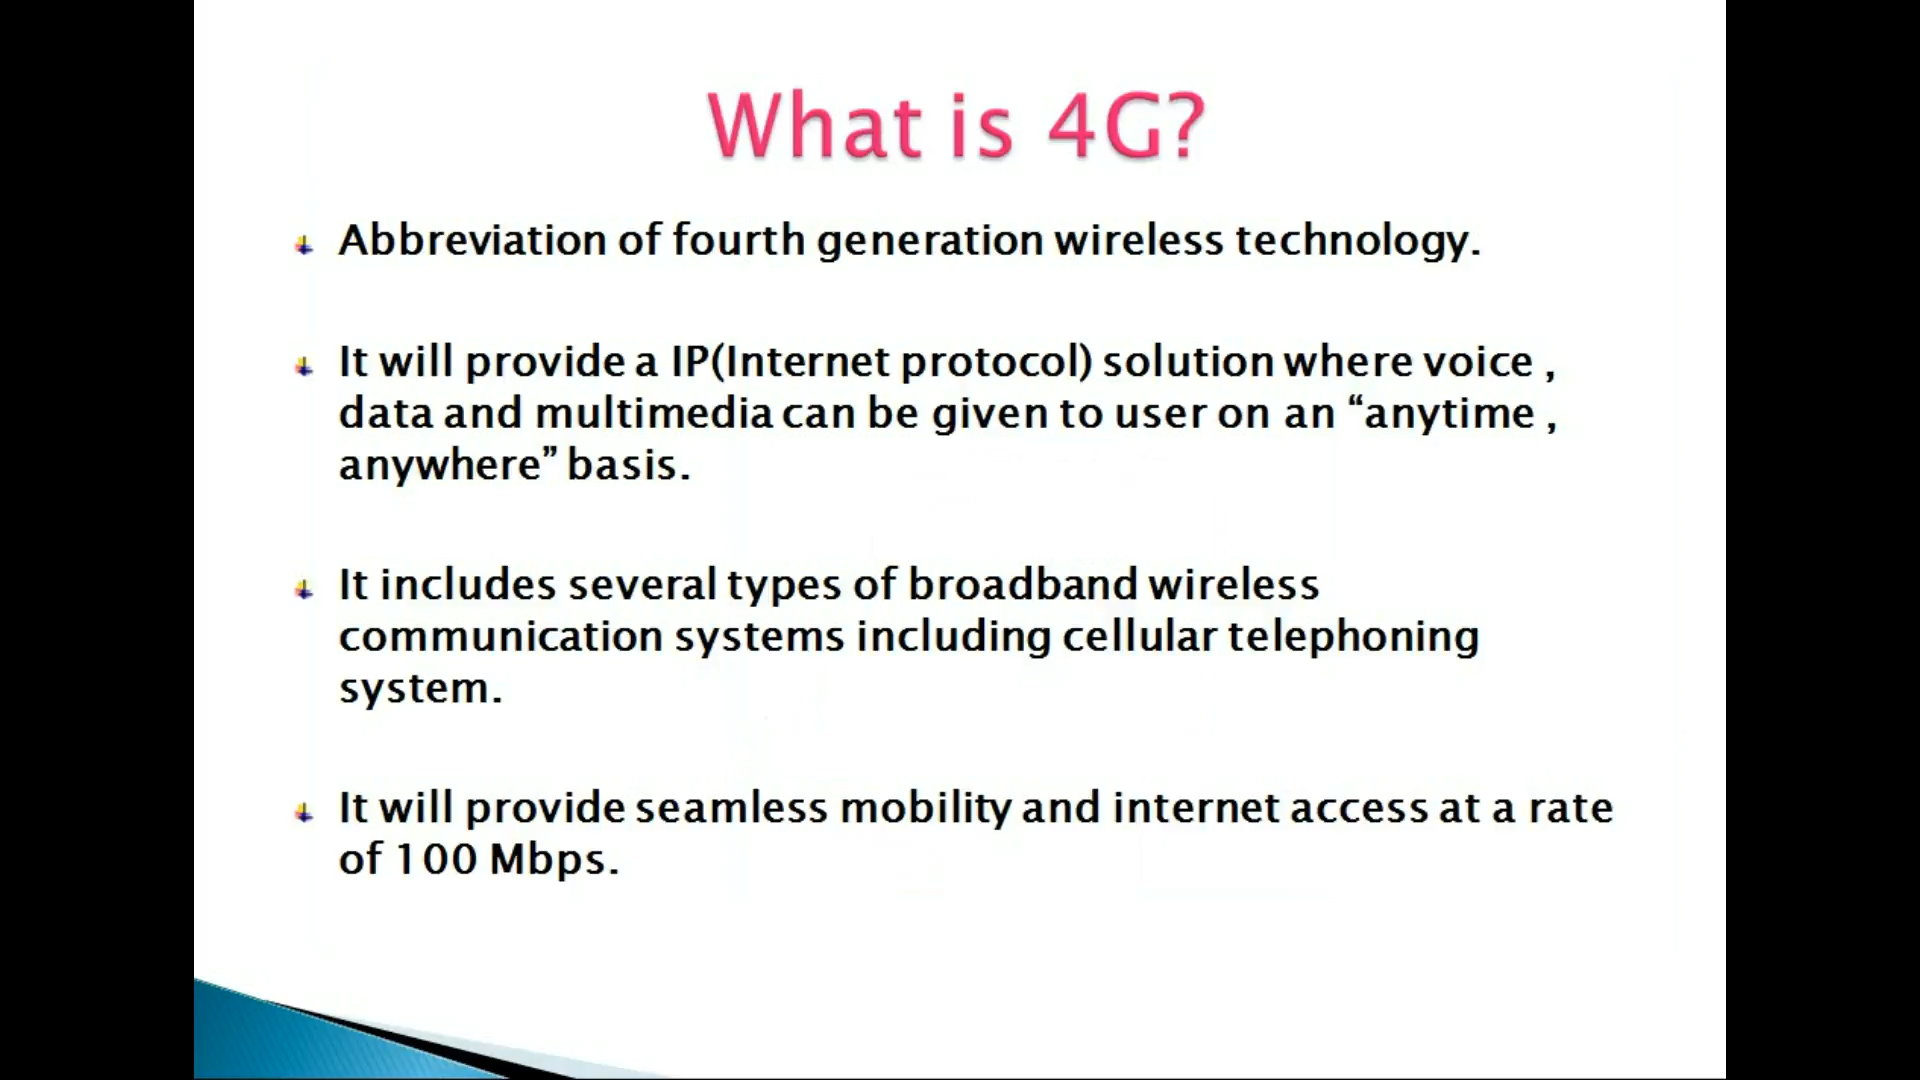 What is 4G?
Abbreviation of fourth generation wireless technology.
It will provide a IP(Internet protocol) solution where voice ,
data and multimedia can be given to user on an “anytime ,
anywhere” basis.
It includes several types of broadband wireless
communication systems including cellular telephoning
system.
It will provide seamless mobility and internet access at a rate
of 100 Mbps.